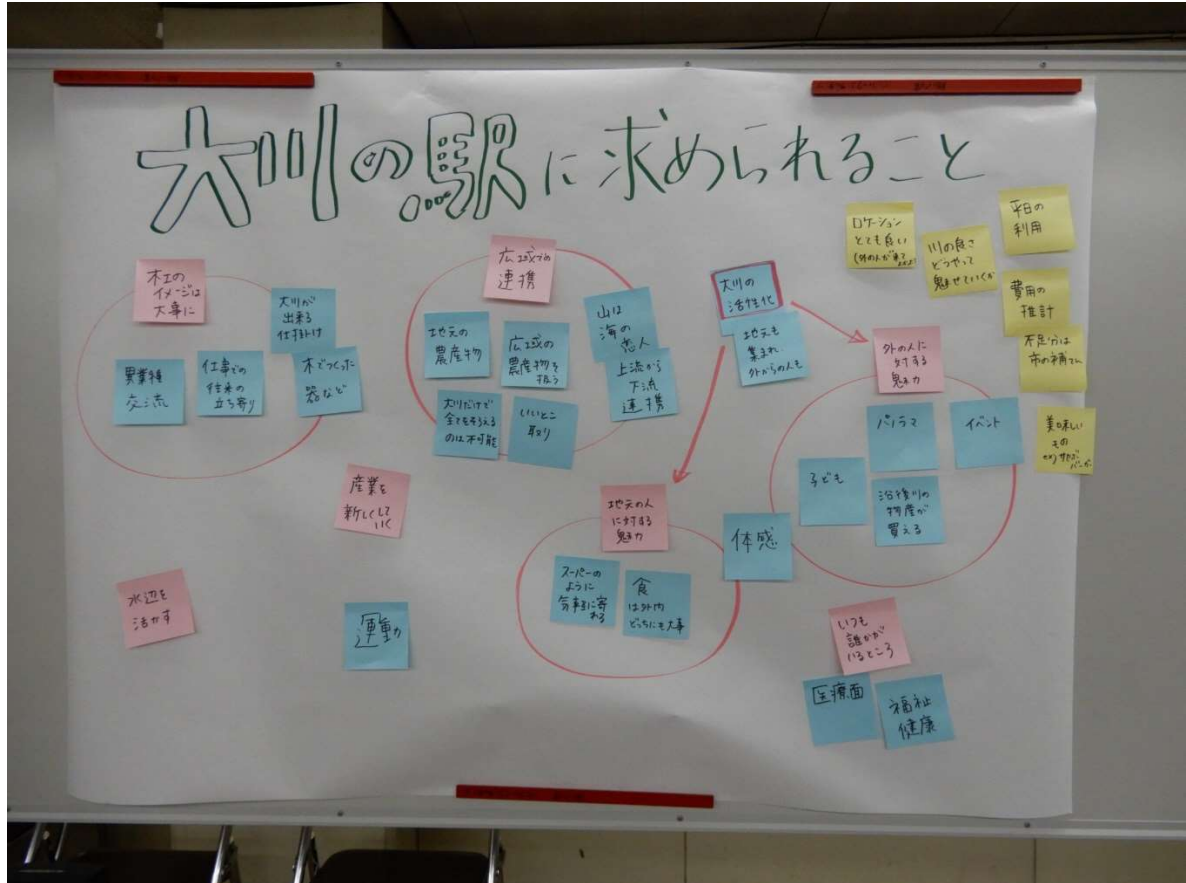 大川の駅に求められること
木工の
イメージは
大事に
大川が
出来る
仕掛け
異業種
交流
仕事での
往来の
立ち寄り
木でつくった
器など
広域での
連携
地元の
農産物
広域の
農産物を
扱う
山は
海の
恋人
上流から
下流
連携
大川だけで
全てをそろえる
のは不可能
いいとこ
取り
大川の
活性化
地元も
集まれ
外からの人も
ロケーション
とても良い
川の良さ
どうやって
魅せていくか
平日の
利用
費用の
推計
不足分は
市の補てん
美味しい
もの
外の人に
対する
魅力
パノラマ
イベント
子ども
筑後川の
物産が
買える
体感
地元の人
に対する
魅力
スーパーの
ように
気軽に寄
れる
食
は外内
どっちにも大事
産業を
新しくして
いく
水辺を
活かす
運動
いつも
誰かが
いるところ
医療面
福祉
健康